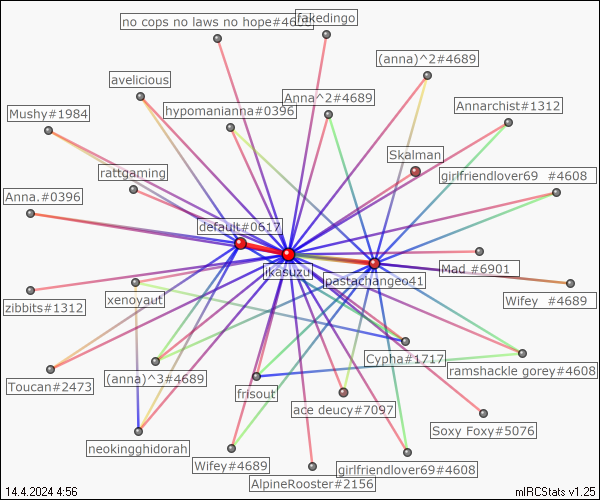 no cops no laws no hope#4608
fakedingo
(anna)^2#4689
avelicious
Anna^2#4689
Annarchist#1312
Mushy#1984
hypomanianna#0396
Skalman
rattgaming
girlfriendlover69 #4608
Anna.#0396
default#0617
ikasuzu
Mad #6901
pastachangeo41
xenoyaut
zibbits#1312
Wifey #4689
Cypha#1717
ramshackle gorey#4608
Toucan#2473
(anna)^3#4689
frisout
ace deucy#7097
Soxy Foxy#5076
neokingghidorah
Wifey#4689
girlfriendlover69#4608
AlpineRooster#2156
14.4.2024 4:56
mIRCStats v1.25